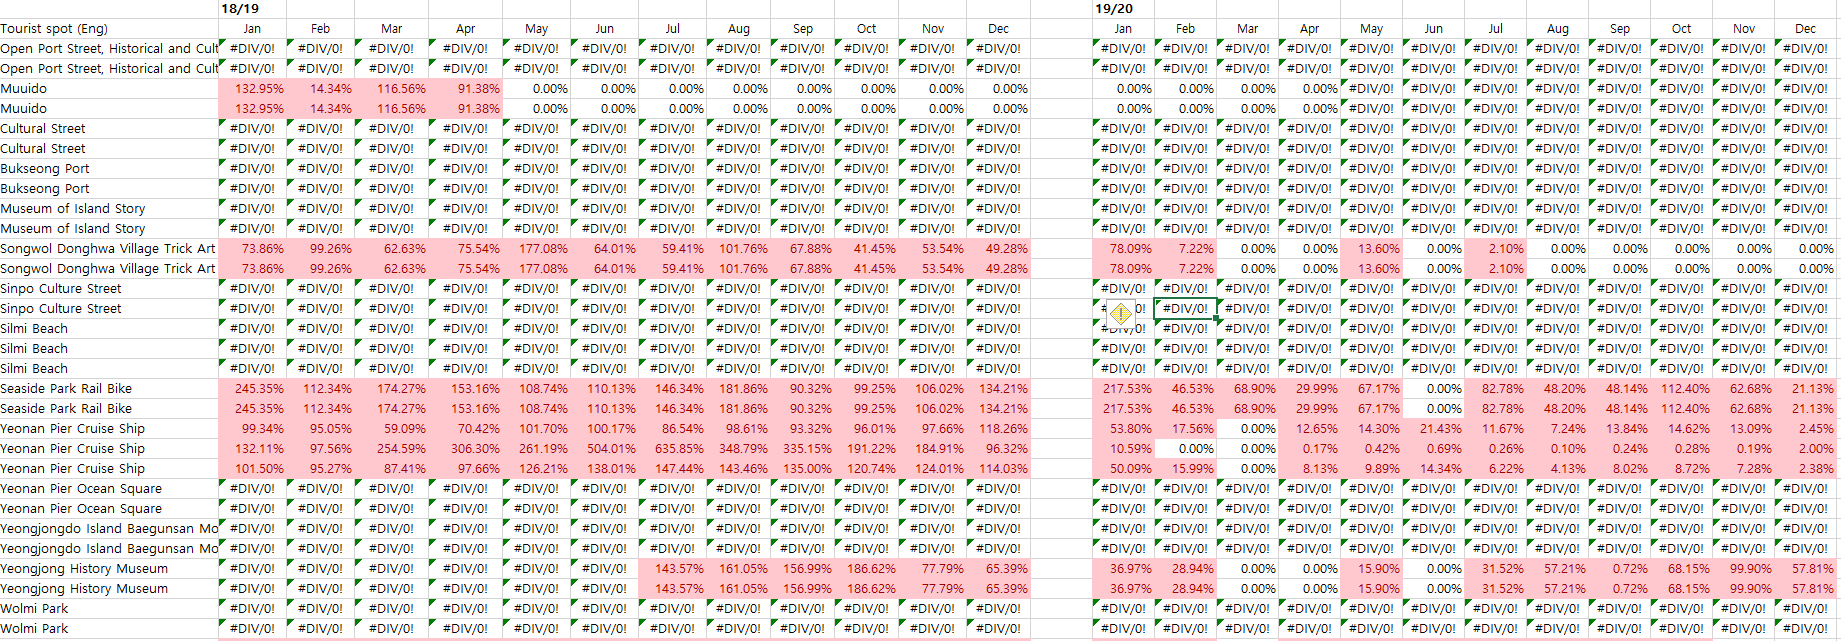 18/19 19/20
Tourist spot (Eng) Jan Feb Mar Apr May Jun Jul Aug Sep Oct Nov Dec Jan Feb Mar Apr May Jun Jul Aug Sep Oct Nov Dec
Open Port Street, Historical and Cult #DIV/0! #DIV/0! #DIV/0! #DIV/0! #DIV/0! #DIV/0! #DIV/0! #DIV/0! #DIV/0! #DIV/0! #DIV/0! #DIV/0! #DIV/0! #DIV/0! #DIV/0! #DIV/0! #DIV/0! #DIV/0! #DIV/0! #DIV/0! #DIV/0! #DIV/0! #DIV/0! #DIV/0!
Open Port Street, Historical and Cult #DIV/0! #DIV/0! #DIV/0! #DIV/0! #DIV/0! #DIV/0! #DIV/0! #DIV/0! #DIV/0! #DIV/0! #DIV/0! #DIV/0! #DIV/0! #DIV/0! #DIV/0! #DIV/0! #DIV/0! #DIV/0! #DIV/0! #DIV/0! #DIV/0! #DIV/0! #DIV/0! #DIV/0!
Muuido 132.95% 14.34% 116.56% 91.38% 0.00% 0.00% 0.00% 0.00% 0.00% 0.00% 0.00% 0.00% 0.00% 0.00% 0.00% 0.00% #DIV/0! #DIV/0! #DIV/0! #DIV/0! #DIV/0! #DIV/0! #DIV/0! #DIV/0!
Muuido 132.95% 14.34% 116.56% 91.38% 0.00% 0.00% 0.00% 0.00% 0.00% 0.00% 0.00% 0.00% 0.00% 0.00% 0.00% 0.00% #DIV/0! #DIV/0! #DIV/0! #DIV/0! #DIV/0! #DIV/0! #DIV/0! #DIV/0!
Cultural Street #DIV/0! #DIV/0! #DIV/0! #DIV/0! #DIV/0! #DIV/0! #DIV/0! #DIV/0! #DIV/0! #DIV/0! #DIV/0! #DIV/0! #DIV/0! #DIV/0! #DIV/0! #DIV/0! #DIV/0! #DIV/0! #DIV/0! #DIV/0! #DIV/0! #DIV/0! #DIV/0! #DIV/0!
Cultural Street #DIV/0! #DIV/0! #DIV/0! #DIV/0! #DIV/0! #DIV/0! #DIV/0! #DIV/0! #DIV/0! #DIV/0! #DIV/0! #DIV/0! #DIV/0! #DIV/0! #DIV/0! #DIV/0! #DIV/0! #DIV/0! #DIV/0! #DIV/0! #DIV/0! #DIV/0! #DIV/0! #DIV/0!
Bukseong Port #DIV/0! #DIV/0! #DIV/0! #DIV/0! #DIV/0! #DIV/0! #DIV/0! #DIV/0! #DIV/0! #DIV/0! #DIV/0! #DIV/0! #DIV/0! #DIV/0! #DIV/0! #DIV/0! #DIV/0! #DIV/0! #DIV/0! #DIV/0! #DIV/0! #DIV/0! #DIV/0! #DIV/0!
Bukseong Port #DIV/0! #DIV/0! #DIV/0! #DIV/0! #DIV/0! #DIV/0! #DIV/0! #DIV/0! #DIV/0! #DIV/0! #DIV/0! #DIV/0! #DIV/0! #DIV/0! #DIV/0! #DIV/0! #DIV/0! #DIV/0! #DIV/0! #DIV/0! #DIV/0! #DIV/0! #DIV/0! #DIV/0!
Museum of Island Story #DIV/0! #DIV/0! #DIV/0! #DIV/0! #DIV/0! #DIV/0! #DIV/0! #DIV/0! #DIV/0! #DIV/0! #DIV/0! #DIV/0! #DIV/0! #DIV/0! #DIV/0! #DIV/0! #DIV/0! #DIV/0! #DIV/0! #DIV/0! #DIV/0! #DIV/0! #DIV/0! #DIV/0!
Museum of Island Story #DIV/0! #DIV/0! #DIV/0! #DIV/0! #DIV/0! #DIV/0! #DIV/0! #DIV/0! #DIV/0! #DIV/0! #DIV/0! #DIV/0! #DIV/0! #DIV/0! #DIV/0! #DIV/0! #DIV/0! #DIV/0! #DIV/0! #DIV/0! #DIV/0! #DIV/0! #DIV/0! #DIV/0!
Songwol Donghwa Village Trick Art 73.86% 99.26% 62.63% 75.54% 177.08% 64.01% 59.41% 101.76% 67.88% 41.45% 53.54% 49.28% 78.09% 7.22% 0.00% 0.00% 13.60% 0.00% 2.10% 0.00% 0.00% 0.00% 0.00% 0.00%
Songwol Donghwa Village Trick Art 73.86% 99.26% 62.63% 75.54% 177.08% 64.01% 59.41% 101.76% 67.88% 41.45% 53.54% 49.28% 78.09% 7.22% 0.00% 0.00% 13.60% 0.00% 2.10% 0.00% 0.00% 0.00% 0.00% 0.00%
Sinpo Culture Street #DIV/0! #DIV/0! #DIV/0! #DIV/0! #DIV/0! #DIV/0! #DIV/0! #DIV/0! #DIV/0! #DIV/0! #DIV/0! #DIV/0! #DIV/0! #DIV/0! #DIV/0! #DIV/0! #DIV/0! #DIV/0! #DIV/0! #DIV/0! #DIV/0! #DIV/0! #DIV/0! #DIV/0!
Sinpo Culture Street #DIV/0! #DIV/0! #DIV/0! #DIV/0! #DIV/0! #DIV/0! #DIV/0! #DIV/0! #DIV/0! #DIV/0! #DIV/0! #DIV/0! #DIV/0! #DIV/0! #DIV/0! #DIV/0! #DIV/0! #DIV/0! #DIV/0! #DIV/0! #DIV/0! #DIV/0! #DIV/0!
Silmi Beach #DIV/0! #DIV/0! #DIV/0! #DIV/0! #DIV/0! #DIV/0! #DIV/0! #DIV/0! #DIV/0! #DIV/0! #DIV/0! #DIV/0! #DIV/0! #DIV/0! #DIV/0! #DIV/0! #DIV/0! #DIV/0! #DIV/0! #DIV/0! #DIV/0! #DIV/0! #DIV/0! #DIV/0!
Silmi Beach #DIV/0! #DIV/0! #DIV/0! #DIV/0! #DIV/0! #DIV/0! #DIV/0! #DIV/0! #DIV/0! #DIV/0! #DIV/0! #DIV/0! #DIV/0! #DIV/0! #DIV/0! #DIV/0! #DIV/0! #DIV/0! #DIV/0! #DIV/0! #DIV/0! #DIV/0! #DIV/0! #DIV/0!
Silmi Beach #DIV/0! #DIV/0! #DIV/0! #DIV/0! #DIV/0! #DIV/0! #DIV/0! #DIV/0! #DIV/0! #DIV/0! #DIV/0! #DIV/0! #DIV/0! #DIV/0! #DIV/0! #DIV/0! #DIV/0! #DIV/0! #DIV/0! #DIV/0! #DIV/0! #DIV/0! #DIV/0! #DIV/0!
Seaside Park Rail Bike 245.35% 112.34% 174.27% 153.16% 108.74% 110.13% 146.34% 181.86% 90.32% 99.25% 106.02% 134.21% 217.53% 46.53% 68.90% 29.99% 67.17% 0.00% 82.78% 48.20% 48.14% 112.40% 62.68% 21.13%
Seaside Park Rail Bike 245.35% 112.34% 174.27% 153.16% 108.74% 110.13% 146.34% 181.86% 90.32% 99.25% 106.02% 134.21% 217.53% 46.53% 68.90% 29.99% 67.17% 0.00% 82.78% 48.20% 48.14% 112.40% 62.68% 21.13%
Yeonan Pier Cruise Ship 99.34% 95.05% 59.09% 70.42% 101.70% 100.17% 86.54% 98.61% 93.32% 96.01% 97.66% 118.26% 53.80% 17.56% 0.00% 12.65% 14.30% 21.43% 11.67% 7.24% 13.84% 14.62% 13.09% 2.45%
Yeonan Pier Cruise Ship 132.11% 97.56% 254.59% 306.30% 261.19% 504.01% 635.85% 348.79% 335.15% 191.22% 184.91% 96.32% 10.59% 0.00% 0.00% 0.17% 0.42% 0.69% 0.26% 0.10% 0.24% 0.28% 0.19% 2.00%
Yeonan Pier Cruise Ship 101.50% 95.27% 87.41% 97.66% 126.21% 138.01% 147.44% 143.46% 135.00% 120.74% 124.01% 114.03% 50.09% 15.99% 0.00% 8.13% 9.89% 14.34% 6.22% 4.13% 8.02% 8.72% 7.28% 2.38%
Yeonan Pier Ocean Square #DIV/0! #DIV/0! #DIV/0! #DIV/0! #DIV/0! #DIV/0! #DIV/0! #DIV/0! #DIV/0! #DIV/0! #DIV/0! #DIV/0! #DIV/0! #DIV/0! #DIV/0! #DIV/0! #DIV/0! #DIV/0! #DIV/0! #DIV/0! #DIV/0! #DIV/0! #DIV/0! #DIV/0!
Yeonan Pier Ocean Square #DIV/0! #DIV/0! #DIV/0! #DIV/0! #DIV/0! #DIV/0! #DIV/0! #DIV/0! #DIV/0! #DIV/0! #DIV/0! #DIV/0! #DIV/0! #DIV/0! #DIV/0! #DIV/0! #DIV/0! #DIV/0! #DIV/0! #DIV/0! #DIV/0! #DIV/0! #DIV/0! #DIV/0!
Yeongjongdo Island Baegunsan Mo #DIV/0! #DIV/0! #DIV/0! #DIV/0! #DIV/0! #DIV/0! #DIV/0! #DIV/0! #DIV/0! #DIV/0! #DIV/0! #DIV/0! #DIV/0! #DIV/0! #DIV/0! #DIV/0! #DIV/0! #DIV/0! #DIV/0! #DIV/0! #DIV/0! #DIV/0! #DIV/0! #DIV/0!
Yeongjongdo Island Baegunsan Mo #DIV/0! #DIV/0! #DIV/0! #DIV/0! #DIV/0! #DIV/0! #DIV/0! #DIV/0! #DIV/0! #DIV/0! #DIV/0! #DIV/0! #DIV/0! #DIV/0! #DIV/0! #DIV/0! #DIV/0! #DIV/0! #DIV/0! #DIV/0! #DIV/0! #DIV/0! #DIV/0! #DIV/0!
Yeongjong History Museum #DIV/0! #DIV/0! #DIV/0! #DIV/0! #DIV/0! #DIV/0! 143.57% 161.05% 156.99% 186.62% 77.79% 65.39% 36.97% 28.94% 0.00% 0.00% 15.90% 0.00% 31.52% 57.21% 0.72% 68.15% 99.90% 57.81%
Yeongjong History Museum #DIV/0! #DIV/0! #DIV/0! #DIV/0! #DIV/0! #DIV/0! 143.57% 161.05% 156.99% 186.62% 77.79% 65.39% 36.97% 28.94% 0.00% 0.00% 15.90% 0.00% 31.52% 57.21% 0.72% 68.15% 99.90% 57.81%
Wolmi Park #DIV/0! #DIV/0! #DIV/0! #DIV/0! #DIV/0! #DIV/0! #DIV/0! #DIV/0! #DIV/0! #DIV/0! #DIV/0! #DIV/0! #DIV/0! #DIV/0! #DIV/0! #DIV/0! #DIV/0! #DIV/0! #DIV/0! #DIV/0! #DIV/0! #DIV/0! #DIV/0! #DIV/0!
Wolmi Park #DIV/0! #DIV/0! #DIV/0! #DIV/0! #DIV/0! #DIV/0! #DIV/0! #DIV/0! #DIV/0! #DIV/0! #DIV/0! #DIV/0! #DIV/0! #DIV/0! #DIV/0! #DIV/0! #DIV/0! #DIV/0! #DIV/0! #DIV/0! #DIV/0! #DIV/0! #DIV/0! #DIV/0!